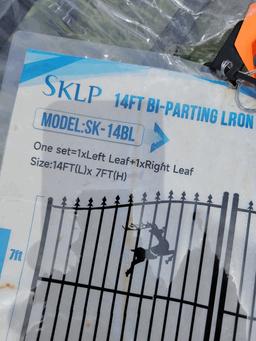 SKLP 14FT BI-PARTING LRON
MODEL:SK-14BL
One set=1xLeft Leaf+1xRight Leaf
Size:14FT(L)x 7FT(H)
7ft